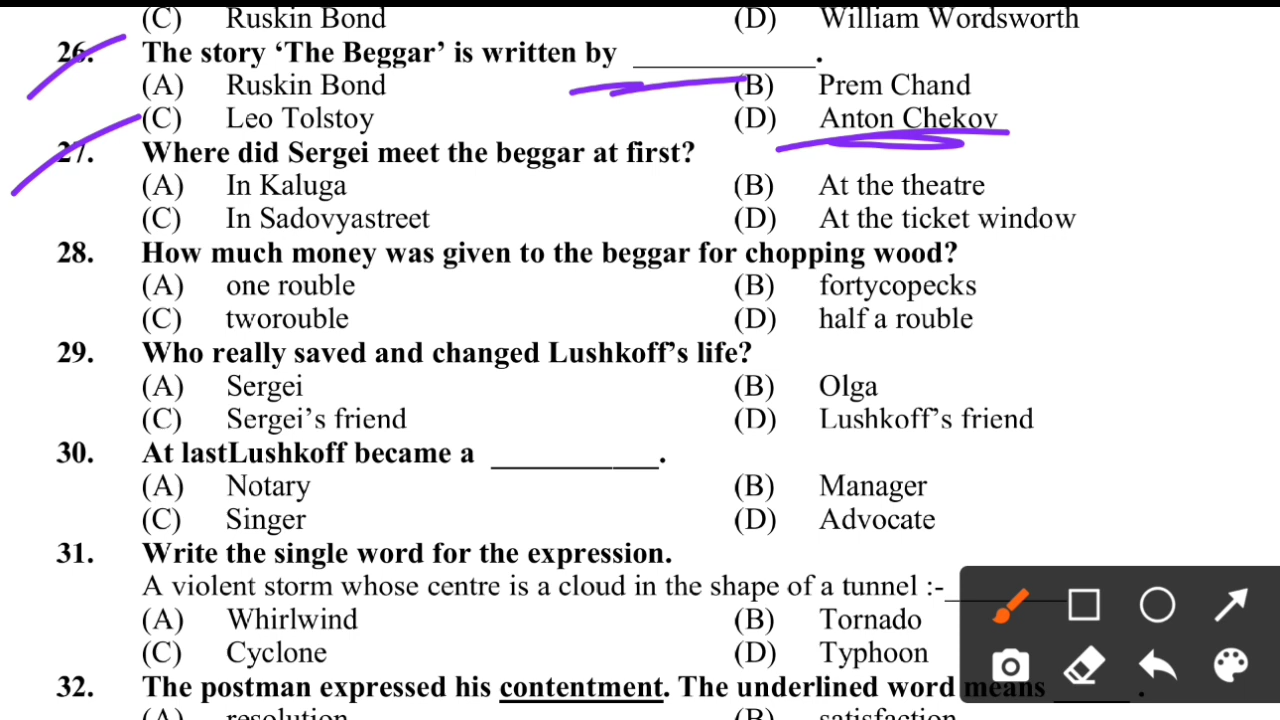 (C) Ruskin Bond (D) William Wordsworth
26. The story ‘The Beggar’ is written by ____________.
(A) Ruskin Bond (B) Prem Chand
(C) Leo Tolstoy (D) Anton Chekov
27. Where did Sergei meet the beggar at first?
(A) In Kaluga (B) At the theatre
(C) In Sadovyastreet (D) At the ticket window
28. How much money was given to the beggar for chopping wood?
(A) one rouble (B) fortycopecks
(C) tworouble (D) half a rouble
29. Who really saved and changed Lushkoff’s life?
(A) Sergei (B) Olga
(C) Sergei’s friend (D) Lushkoff’s friend
30. At lastLushkoff became a ___________.
(A) Notary (B) Manager
(C) Singer (D) Advocate
31. Write the single word for the expression.
A violent storm whose centre is a cloud in the shape of a tunnel :-________
(A) Whirlwind (B) Tornado
(C) Cyclone (D) Typhoon
32. The postman expressed his contentment. The underlined word means _____.
(A) resolution (B) satisfaction